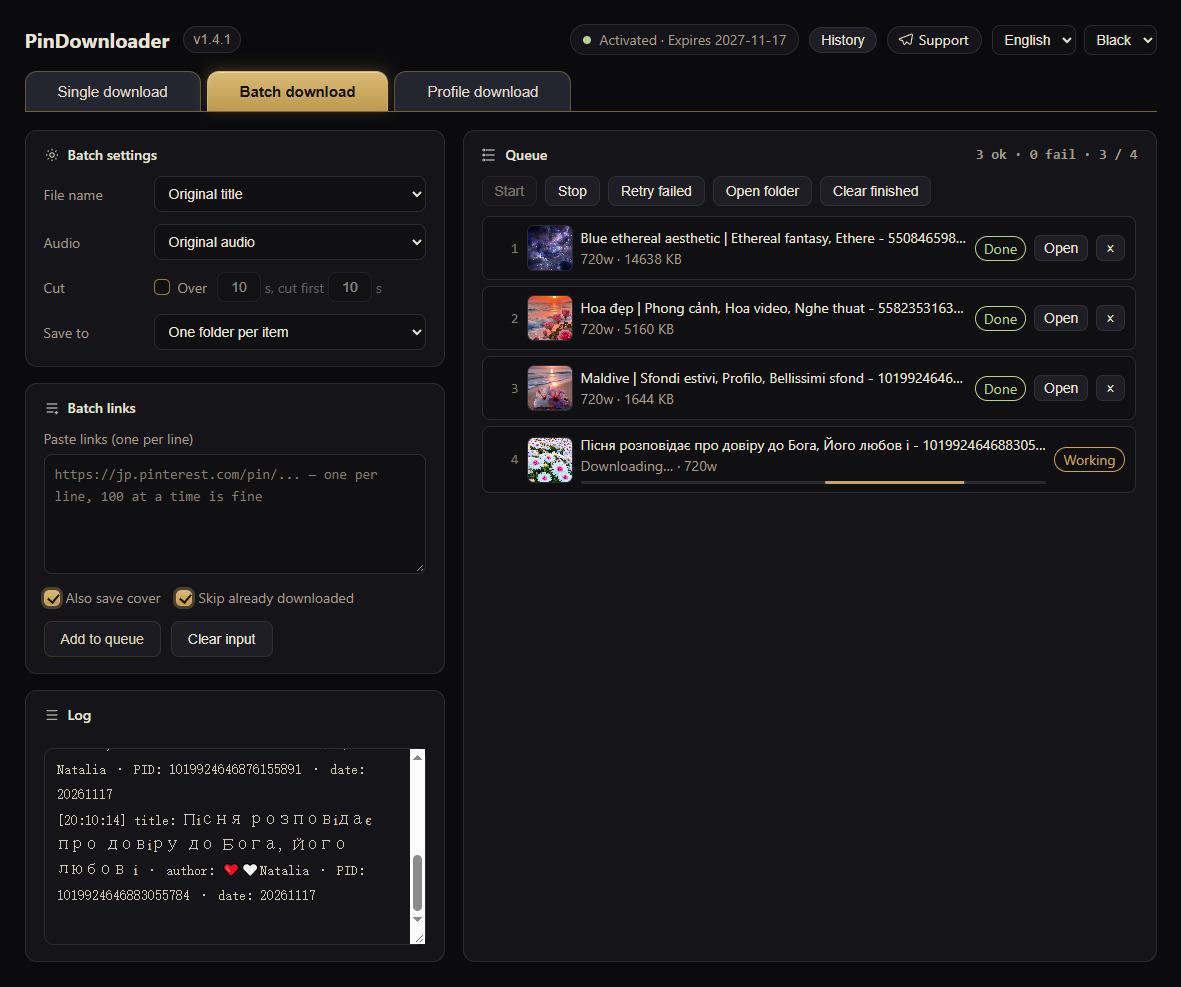 PinDownloader
v1.4.1
Activated · Expires 2027-11-17
History
Support
English
Black
Single download
Batch download
Profile download
Batch settings
File name
Original title
Audio
Original audio
Cut
Over 10 s, cut first 10 s
Save to
One folder per item
Batch links
Paste links (one per line)
https://jp.pinterest.com/pin/... — one per
line, 100 at a time is fine
Also save cover
Skip already downloaded
Add to queue
Clear input
Log
Natalia · PID: 1019924646876155891 · date:
20261117
[20:10:14] title: Пісня розповідає
про довіру до Бога, Його
любов і · author: ❤️🤍Natalia · PID:
1019924646883055784 · date: 20261117
Queue
3 ok · 0 fail · 3 / 4
Start
Stop
Retry failed
Open folder
Clear finished
1
Blue ethereal aesthetic | Ethereal fantasy, Ethere - 550846598...
720w · 14638 KB
Done
Open
x
2
Hoa đẹp | Phong cảnh, Hoa video, Nghe thuat - 5582353163...
720w · 5160 KB
Done
Open
x
3
Maldive | Sfondi estivi, Profilo, Bellissimi sfond - 1019924646...
720w · 1644 KB
Done
Open
x
4
Пісня розповідає про довіру до Бога, Його любов і - 101992464688305...
Downloading... · 720w
Working